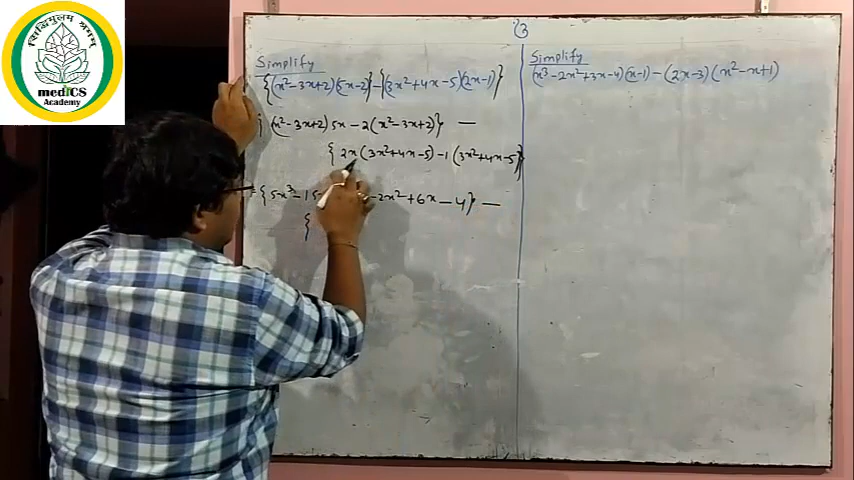 सिद्धिमूलम् श्रमम्
mediCS
Academy
3
Simplify
{(x²-3x+2)(5x-2)}-{(3x²+4x-5)(2x-1)}
{ (x²-3x+2) 5x - 2(x²-3x+2)} —
{ 2x(3x²+4x-5) -1 (3x²+4x-5)}
= {5x³-15 -2x²+6x-4} —
{
Simplify
(x³-2x²+3x-4)(x-1) - (2x-3)(x²-x+1)